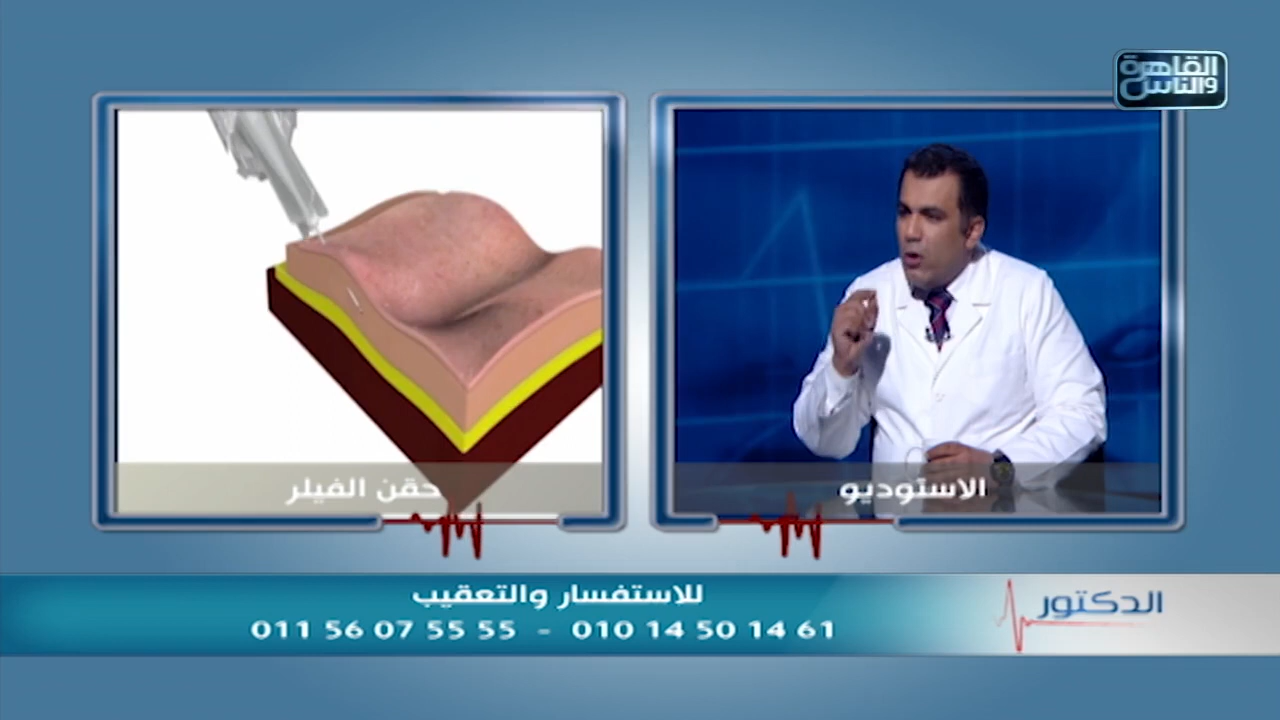 القاهرة
والناس
حقن الفيلر
الاستوديو
للاستفسار والتعقيب
011 56 07 55 55 - 010 14 50 14 61
الدكتور